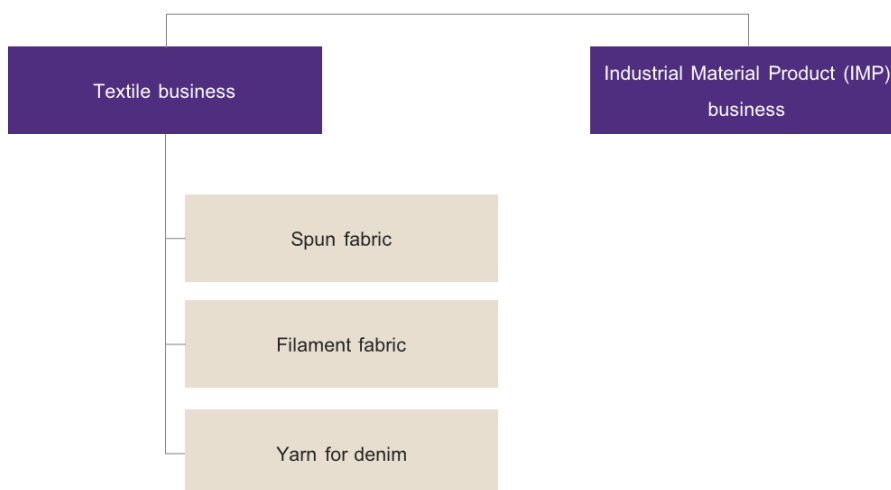 Textile business
Industrial Material Product (IMP)
business
Spun fabric
Filament fabric
Yarn for denim